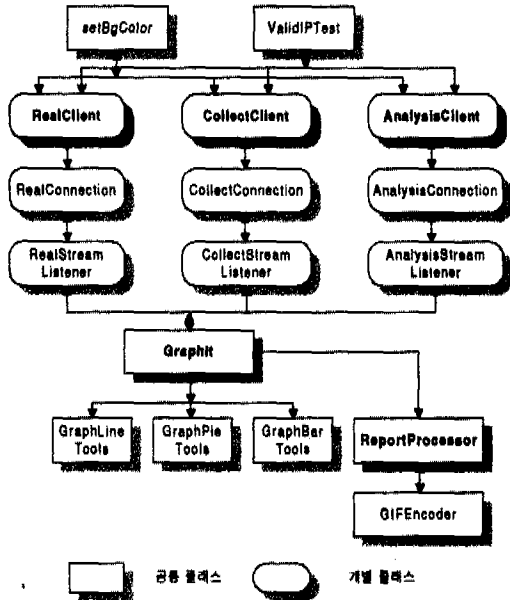 setBgColor
ValidIPTest
RealClient
CollectClient
AnalysisClient
RealConnection
CollectConnection
AnalysisConnection
RealStream
Listener
CollectStream
Listener
AnalysisStream
Listener
GraphIt
GraphLine
Tools
GraphPie
Tools
GraphBar
Tools
ReportProcessor
GIFEncoder
공통 클래스
개별 클래스